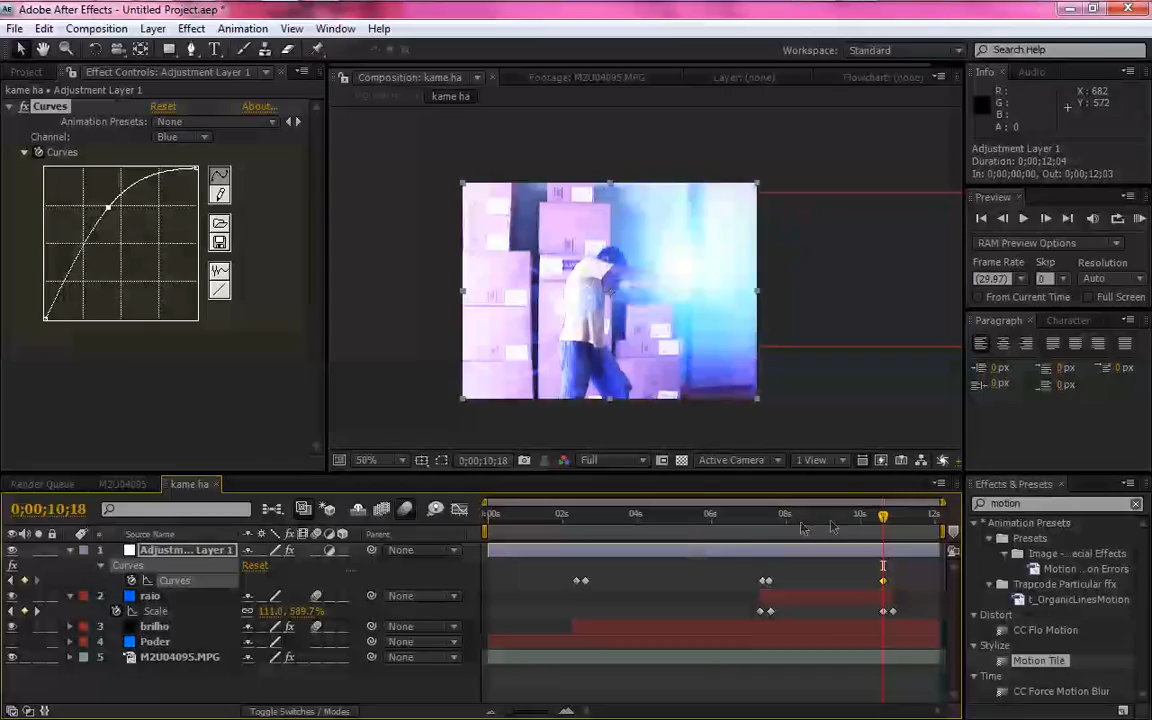 Adobe After Effects - Untitled Project.aep *
File Edit Composition Layer Effect Animation View Window Help
Workspace: Standard Search Help
Project Effect Controls: Adjustment Layer 1
Composition: kame ha Footage: M2U04095.MPG Layer: (none) Flowchart: (none)
Info Audio
kame ha • Adjustment Layer 1
kame ha
fx Curves Reset About...
Animation Presets: None
Channel: Blue
Curves
R:
G:
B:
A: 0
X: 682
Y: 572
Adjustment Layer 1
Duration: 0;00;12;04
In: 0;00;00;00, Out: 0;00;12;03
Preview
RAM Preview Options
Frame Rate Skip Resolution
(29.97) 0 Auto
From Current Time Full Screen
Paragraph Character
0 px 0 px 0 px
0 px 0 px
50% 0;00;10;18 Full Active Camera 1 View
Render Queue M2U04095 kame ha
Effects & Presets
0;00;10;18
motion
00s 02s 04s 06s 08s 10s 12s
# Source Name Parent
1 Adjustm... Layer 1 None
Curves Reset
Curves
2 raio None
Scale 111.0, 589.7%
3 brilho None
4 Poder None
5 M2U04095.MPG None
* Animation Presets
Presets
Image -...ecial Effects
Motion ...on Errors
Trapcode Particular ffx
t_OrganicLinesMotion
Distort
CC Flo Motion
Stylize
Motion Tile
Time
CC Force Motion Blur
Toggle Switches / Modes